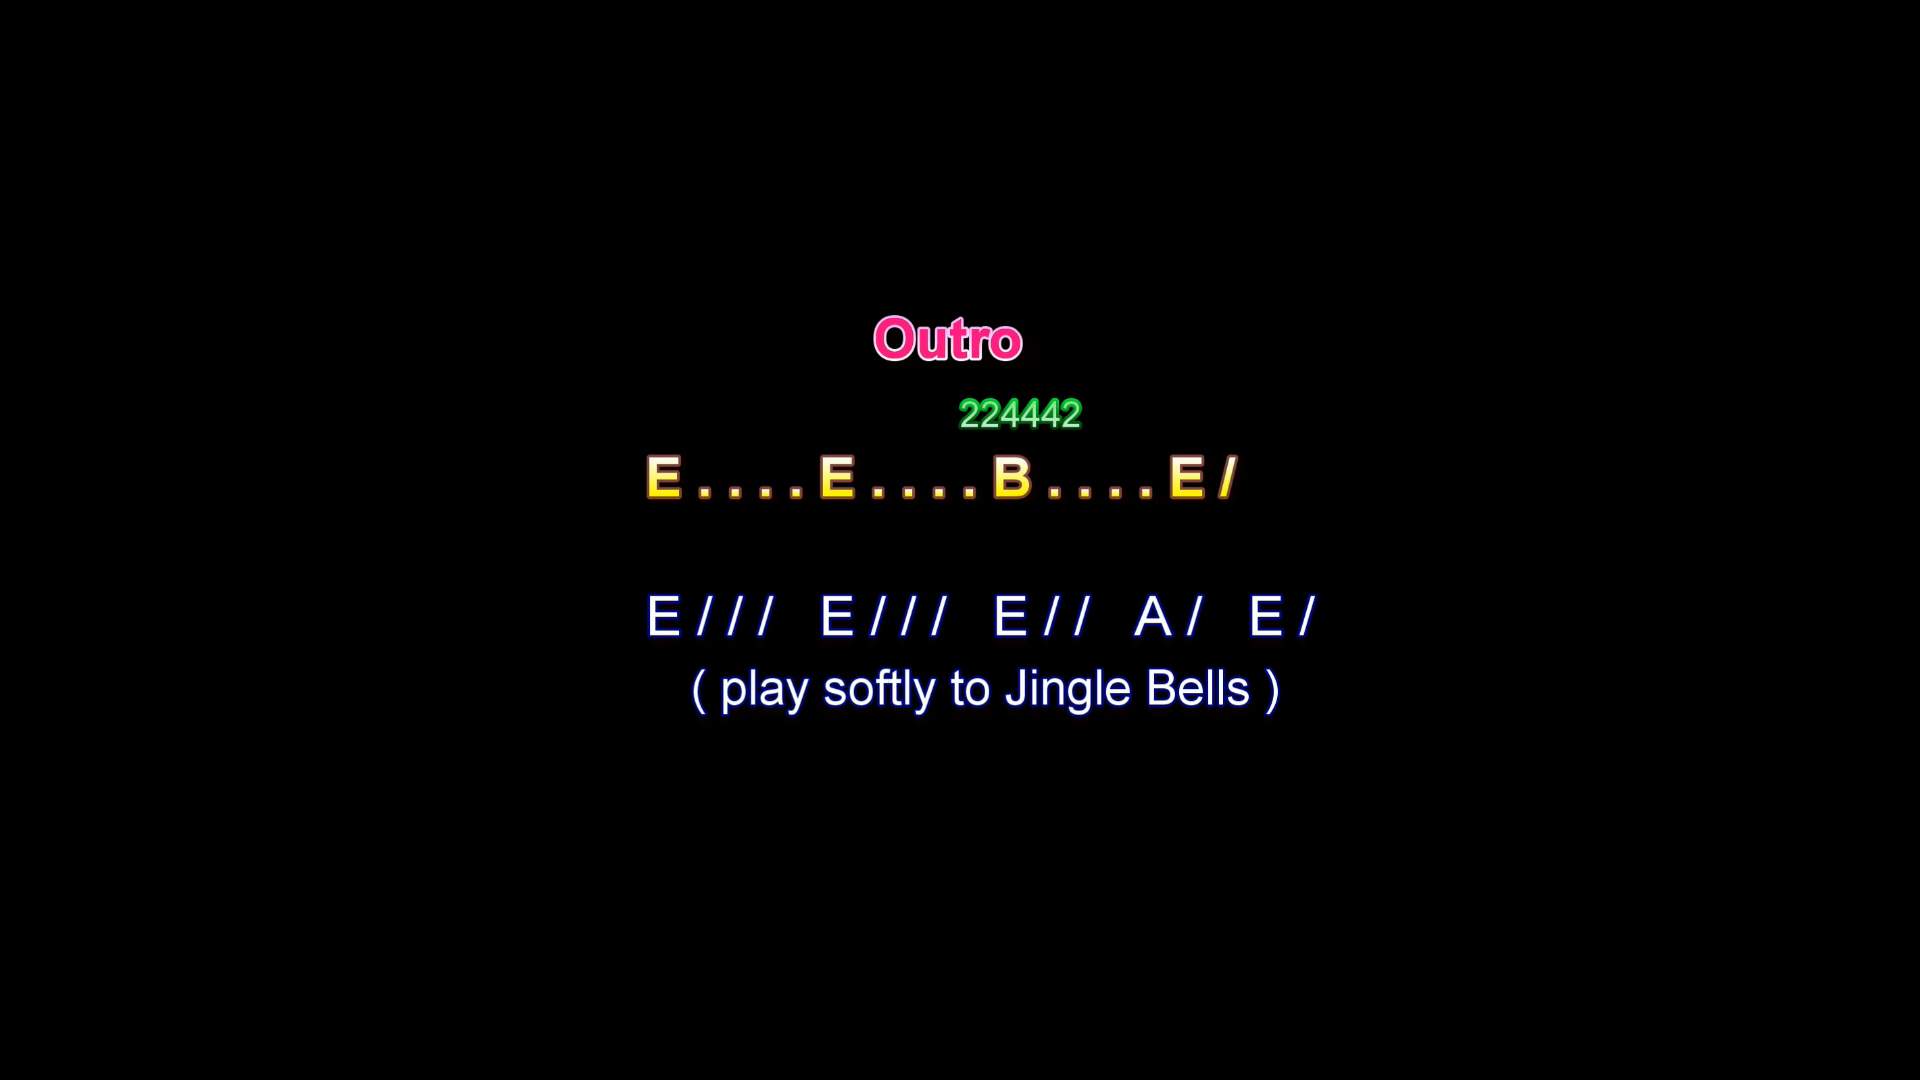 Outro
224442
E . . . . E . . . . B . . . . E /
E / / / E / / / E / / A / E /
( play softly to Jingle Bells )